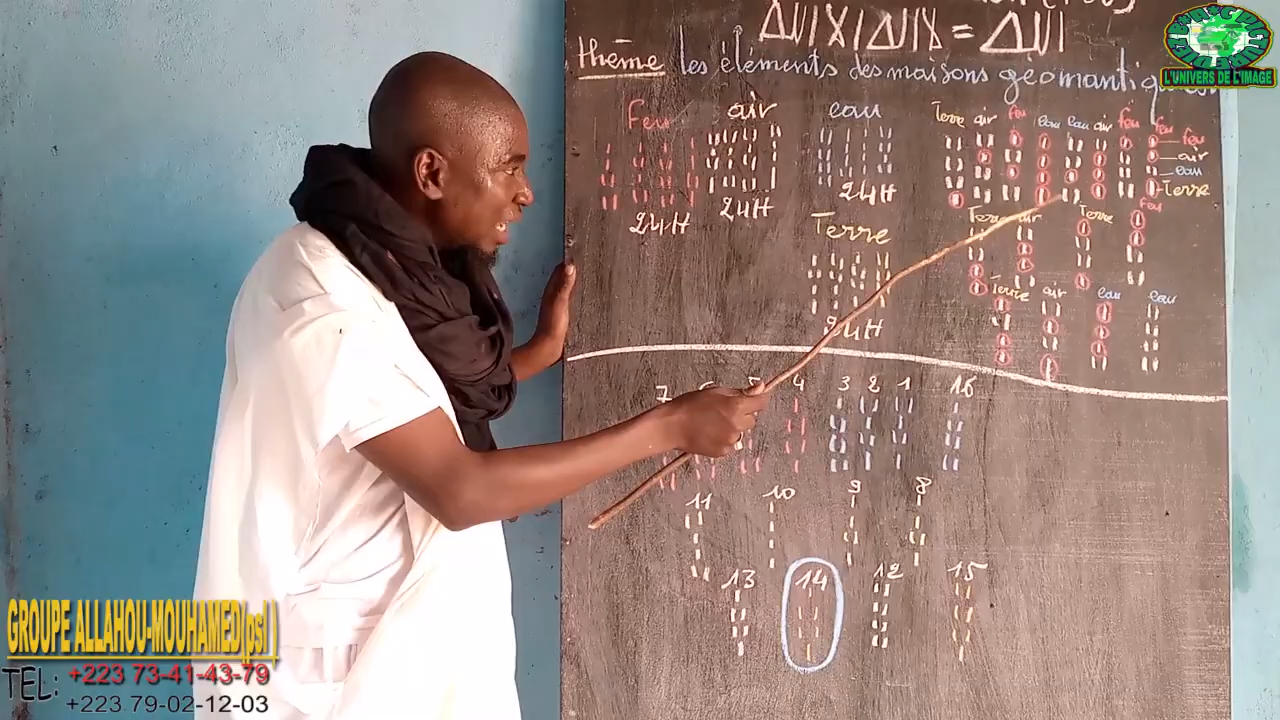 = 
thème les éléments des maisons géomantiq
Feu air eau
Terre air feu eau eau air feu feu
feu
air
eau
Terre
24H 24H 24H
Terre
24H
Terre air Terre feu
Terre air eau eau
7 4 3 2 1 16
11 10 9 8
13 14 12 15
L'UNIVERS DE L'IMAGE
GROUPE ALLAHOU-MOUHAMED(psl)
TEL: +223 73-41-43-79
+223 79-02-12-03